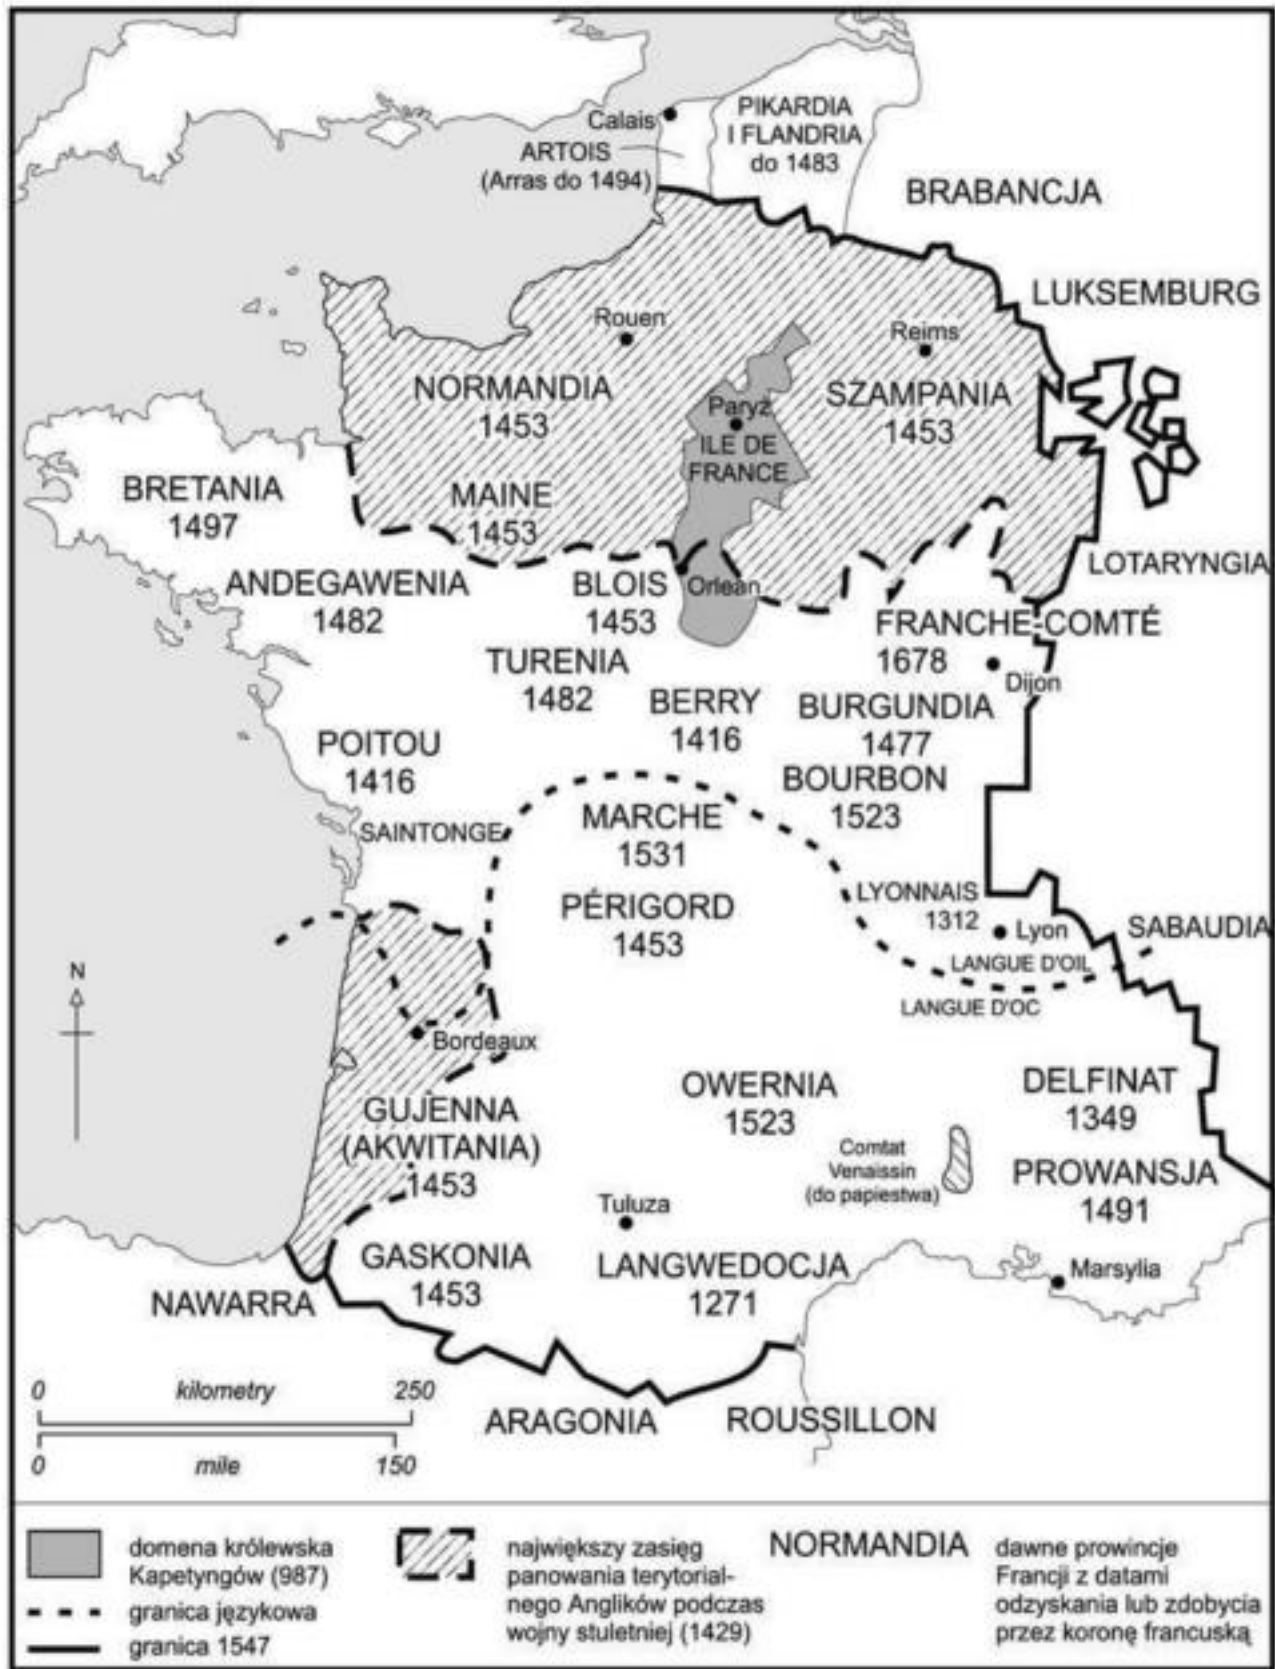 Calais
PIKARDIA
I FLANDRIA
do 1483
ARTOIS
(Arras do 1494)
BRABANCJA
LUKSEMBURG
Rouen
Reims
NORMANDIA
1453
SZAMPANIA
1453
Paryż
ILE DE
FRANCE
BRETANIA
1497
MAINE
1453
LOTARYNGIA
ANDEGAWENIA
1482
BLOIS
1453
Orlean
FRANCHE-COMTÉ
1678
Dijon
TURENIA
1482
BERRY
1416
BURGUNDIA
1477
POITOU
1416
BOURBON
1523
SAINTONGE
MARCHE
1531
LYONNAIS
1312
Lyon
PÉRIGORD
1453
SABAUDIA
LANGUE D'OIL
LANGUE D'OC
N
Bordeaux
OWERNIA
1523
DELFINAT
1349
GUJENNA
(AKWITANIA)
1453
Comtat
Venaissin
(do papiestwa)
PROWANSJA
1491
Tuluza
GASKONIA
1453
LANGWEDOCJA
1271
Marsylia
NAWARRA
0 kilometry 250
0 mile 150
ARAGONIA
ROUSSILLON
domena królewska
Kapetyngów (987)
granica językowa
granica 1547
największy zasięg
panowania terytorial-
nego Anglików podczas
wojny stuletniej (1429)
NORMANDIA
dawne prowincje
Francji z datami
odzyskania lub zdobycia
przez koronę francuską